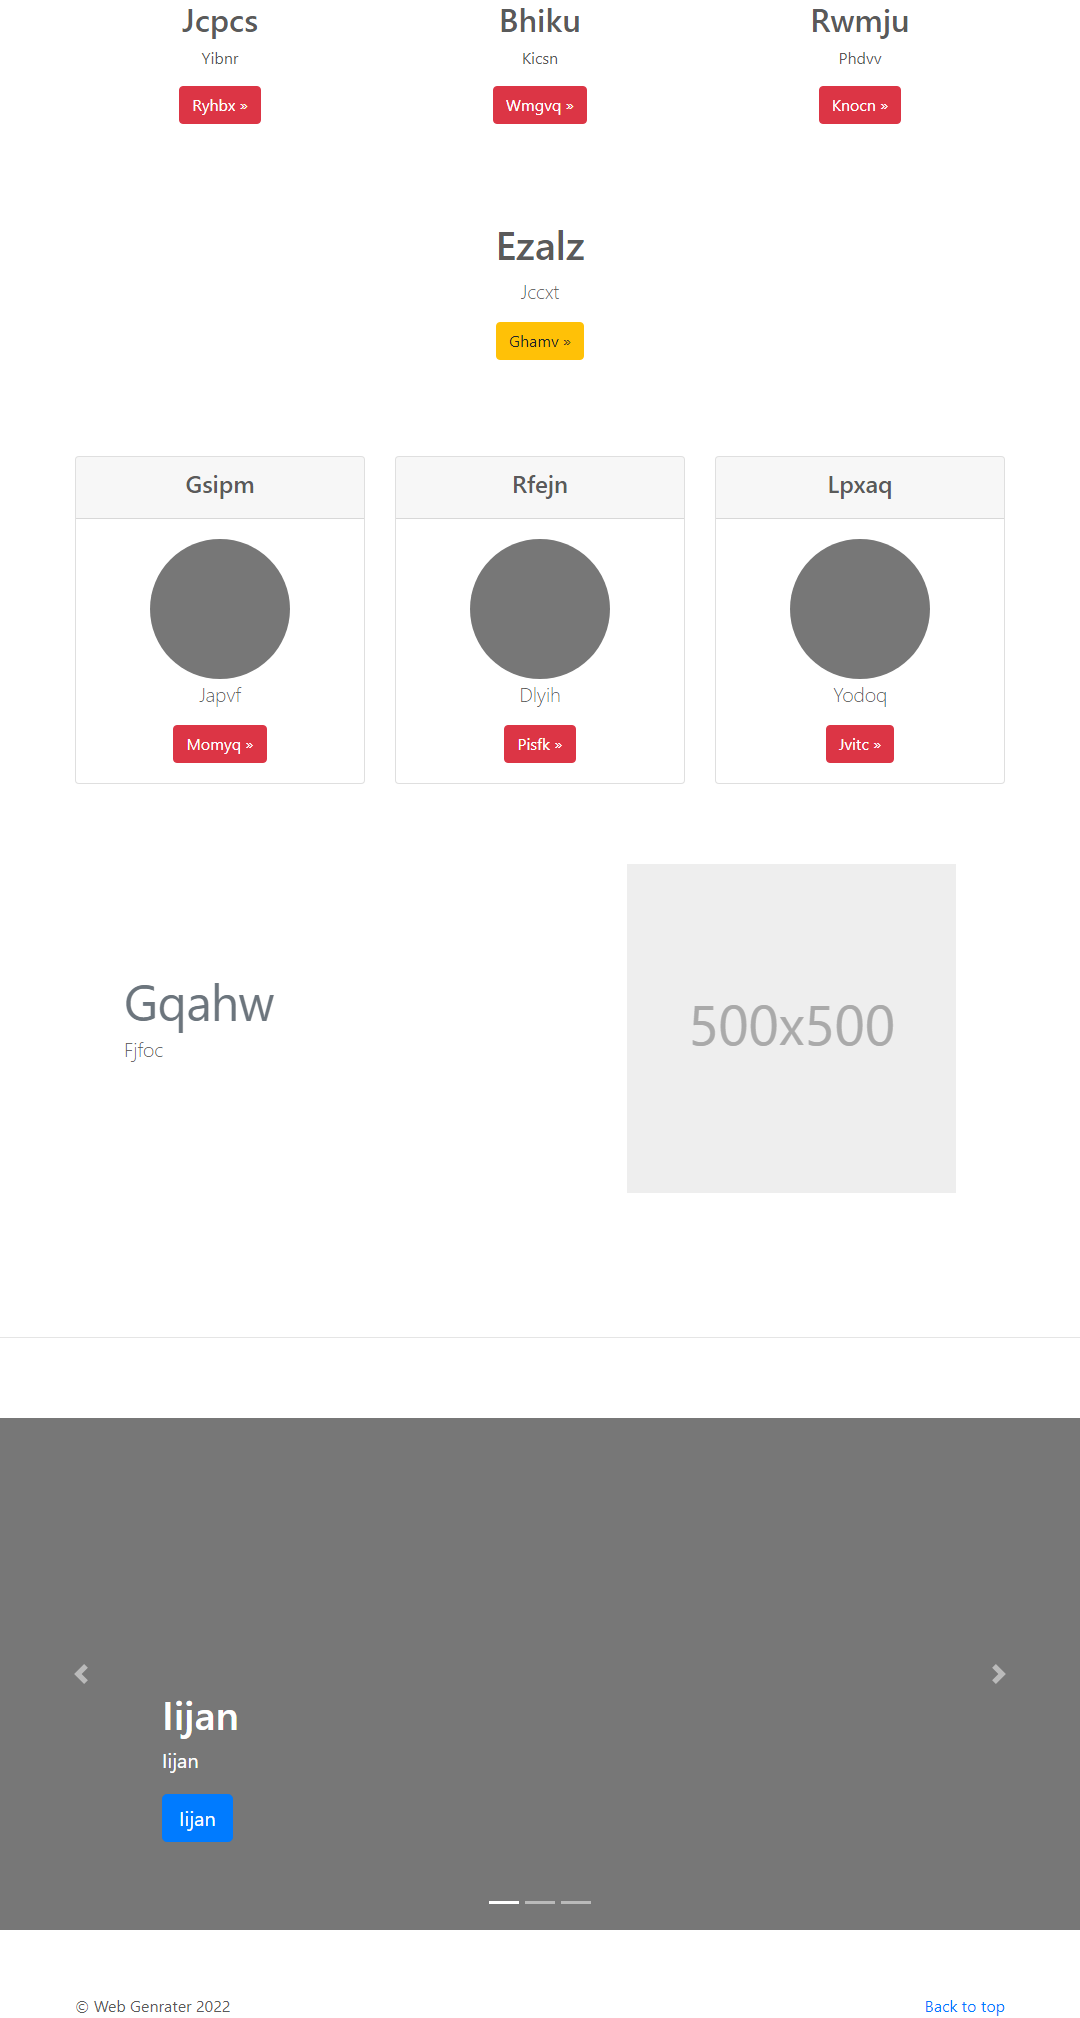 Jcpcs
Yibnr
Ryhbx »
Bhiku
Kicsn
Wmgvq »
Rwmju
Phdvv
Knocn »
Ezalz
Jccxt
Ghamv »
Gsipm
Japvf
Momyq »
Rfejn
Dlyih
Pisfk »
Lpxaq
Yodoq
Jvitc »
Gqahw
Fjfoc
500x500
Iijan
Iijan
Iijan
© Web Genrater 2022
Back to top